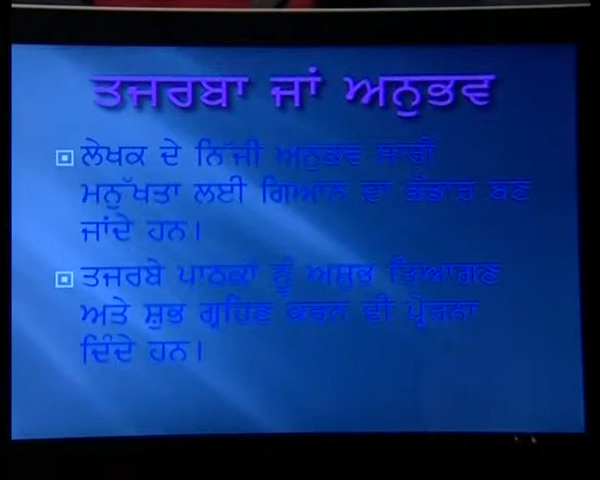 ਤਜਰਬਾ ਜਾਂ ਅਨੁਭਵ
ਲੇਖਕ ਦੇ ਨਿੱਜੀ ਅਨੁਭਵ ਸਾਰੀ
ਮਨੁੱਖਤਾ ਲਈ ਗਿਆਨ ਦਾ ਭੰਡਾਰ ਬਣ
ਜਾਂਦੇ ਹਨ।
ਤਜਰਬੇ ਪਾਠਕਾਂ ਨੂੰ ਅਸ਼ੁਭ ਤਿਆਗਣ
ਅਤੇ ਸ਼ੁਭ ਗ੍ਰਹਿਣ ਕਰਨ ਦੀ ਪ੍ਰੇਰਨਾ
ਦਿੰਦੇ ਹਨ।